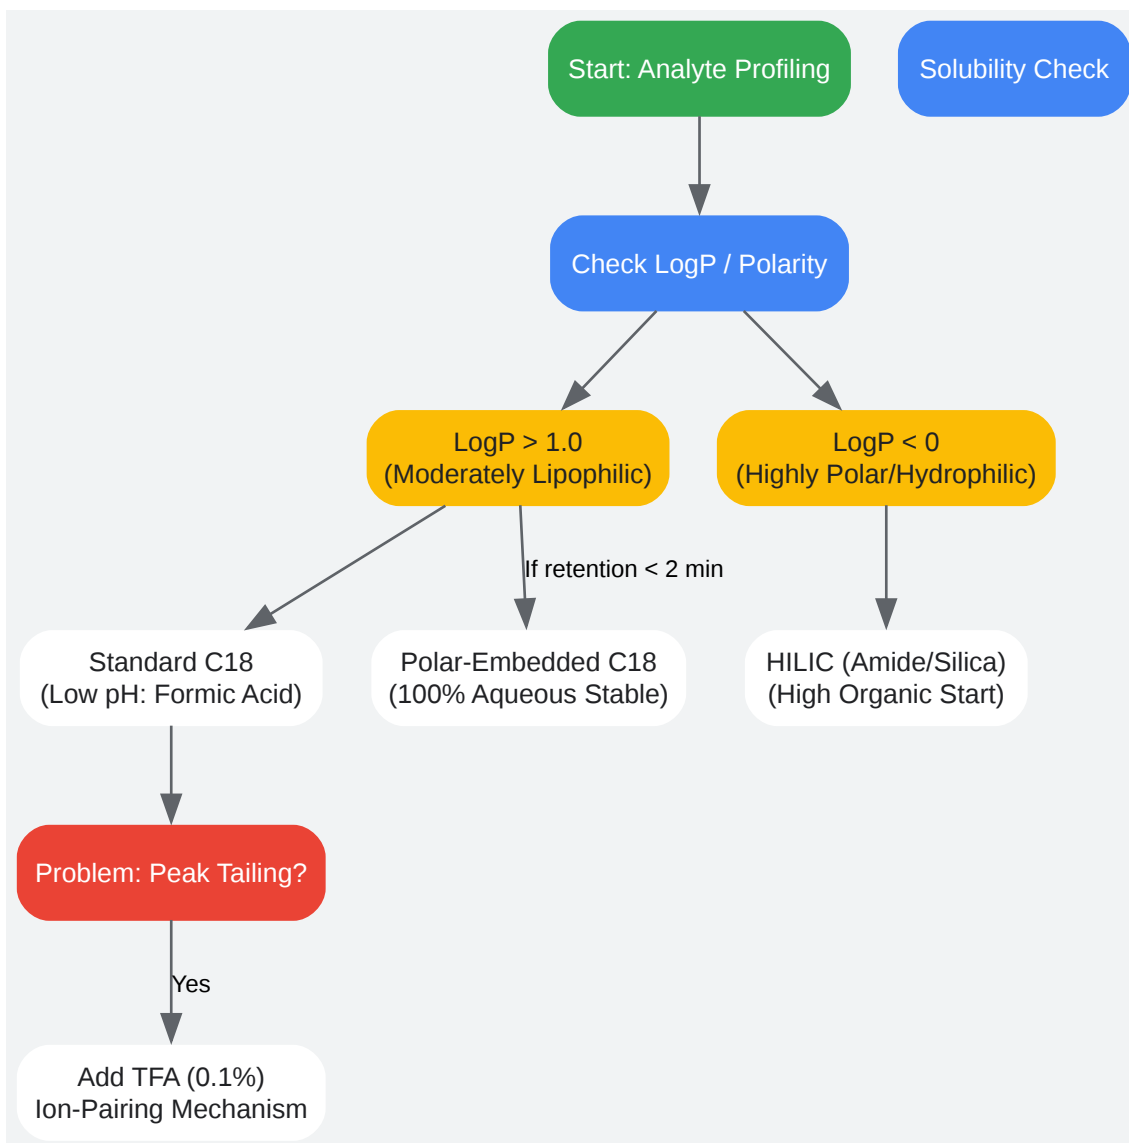 Start: Analyte Profiling
Solubility Check
Check LogP / Polarity
LogP > 1.0
(Moderately Lipophilic)
LogP < 0
(Highly Polar/Hydrophilic)
If retention < 2 min
Standard C18
(Low pH: Formic Acid)
Polar-Embedded C18
(100% Aqueous Stable)
HILIC (Amide/Silica)
(High Organic Start)
Problem: Peak Tailing?
Yes
Add TFA (0.1%)
Ion-Pairing Mechanism